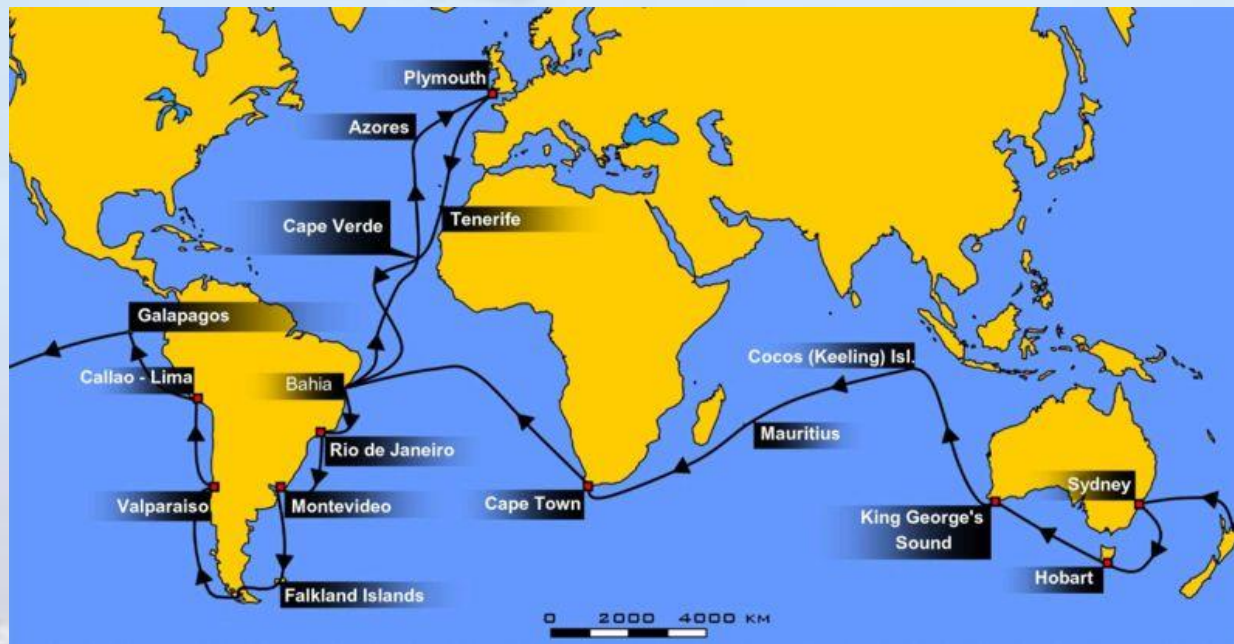 Plymouth
Azores
Cape Verde
Tenerife
Galapagos
Callao - Lima
Bahia
Cocos (Keeling) Isl.
Mauritius
Rio de Janeiro
Valparaiso
Montevideo
Cape Town
Sydney
King George's
Sound
Hobart
Falkland Islands
0 2000 4000 KM